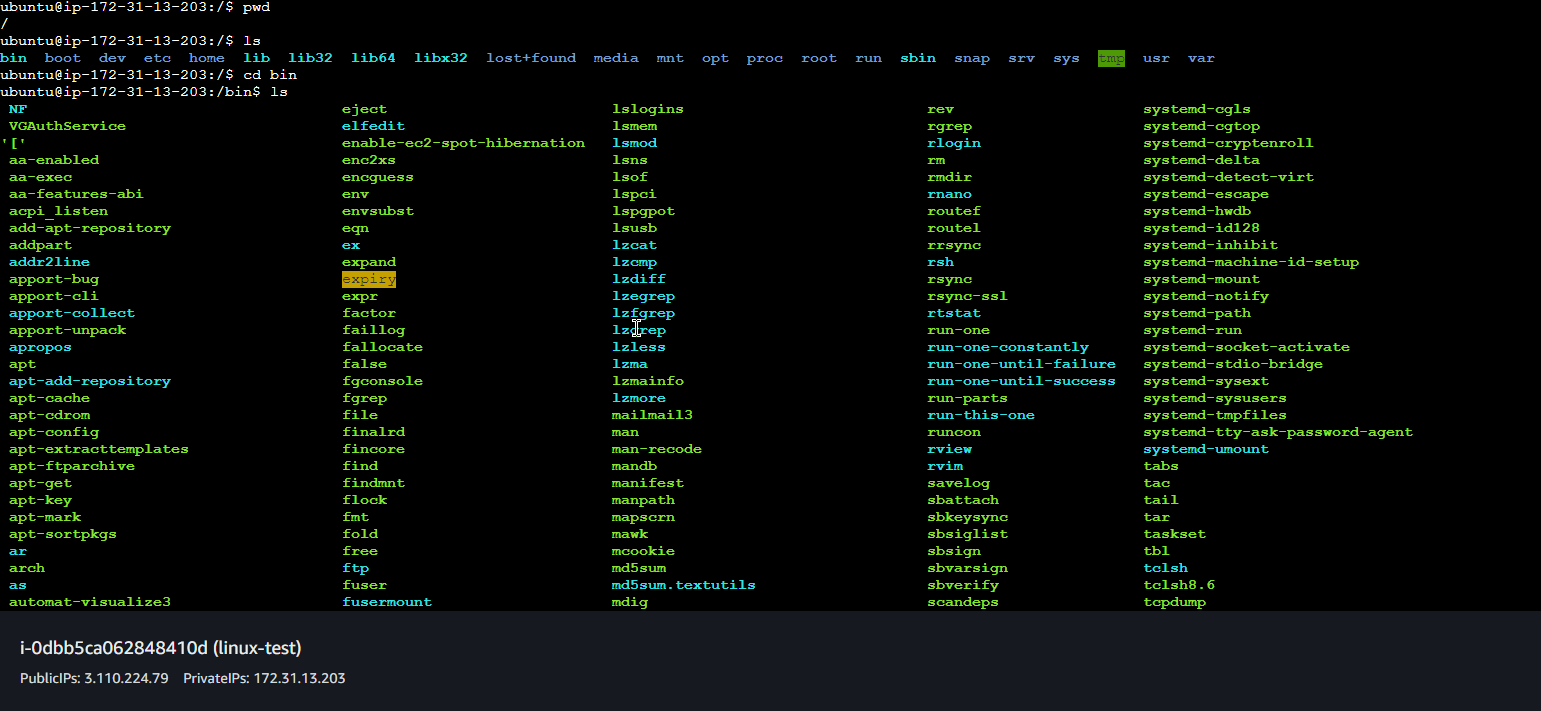 ubuntu@ip-172-31-13-203:/$ pwd
/
ubuntu@ip-172-31-13-203:/$ ls
bin boot dev etc home lib lib32 lib64 libx32 lost+found media mnt opt proc root run sbin snap srv sys tmp usr var
ubuntu@ip-172-31-13-203:/$ cd bin
ubuntu@ip-172-31-13-203:/bin$ ls
NF eject lslogins rev systemd-cgls
VGAuthService elfedit lsmem rgrep systemd-cgtop
'[' enable-ec2-spot-hibernation lsmod rlogin systemd-cryptenroll
aa-enabled enc2xs lsns rm systemd-delta
aa-exec encguess lsof rmdir systemd-detect-virt
aa-features-abi env lspci rnano systemd-escape
acpi_listen envsubst lspgpot routef systemd-hwdb
add-apt-repository eqn lsusb routel systemd-id128
addpart ex lzcat rrsync systemd-inhibit
addr2line expand lzcmp rsh systemd-machine-id-setup
apport-bug expiry lzdiff rsync systemd-mount
apport-cli expr lzegrep rsync-ssl systemd-notify
apport-collect factor lzfgrep rtstat systemd-path
apport-unpack faillog lzgrep run-one systemd-run
apropos fallocate lzless run-one-constantly systemd-socket-activate
apt false lzma run-one-until-failure systemd-stdio-bridge
apt-add-repository fgconsole lzmainfo run-one-until-success systemd-sysext
apt-cache fgrep lzmore run-parts systemd-sysusers
apt-cdrom file mailmail3 run-this-one systemd-tmpfiles
apt-config finalrd man runcon systemd-tty-ask-password-agent
apt-extracttemplates fincore man-recode rview systemd-umount
apt-ftparchive find mandb rvim tabs
apt-get findmnt manifest savelog tac
apt-key flock manpath sbattach tail
apt-mark fmt mapscrn sbkeysync tar
apt-sortpkgs fold mawk sbsiglist taskset
ar free mcookie sbsign tbl
arch ftp md5sum sbvarsign tclsh
as fuser md5sum.textutils sbverify tclsh8.6
automat-visualize3 fusermount mdig scandeps tcpdump
i-0dbb5ca062848410d (linux-test)
PublicIPs: 3.110.224.79 PrivateIPs: 172.31.13.203